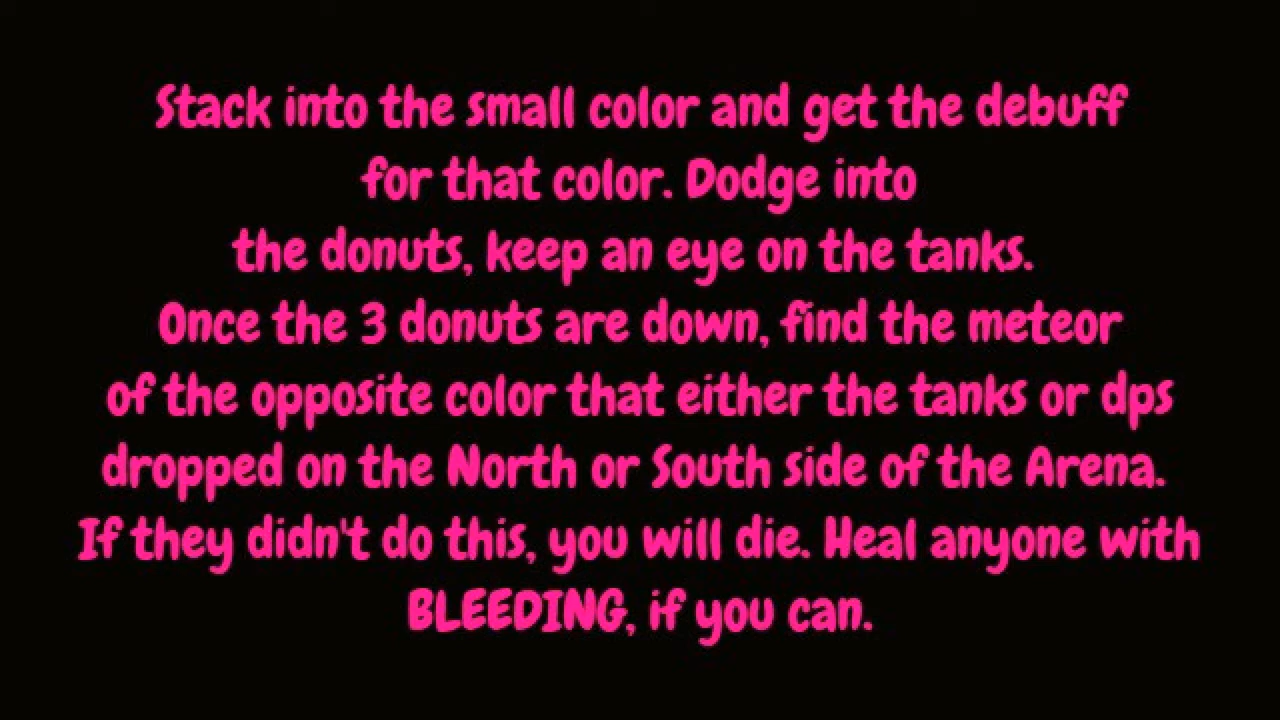 Stack into the small color and get the debuff
for that color. Dodge into
the donuts, keep an eye on the tanks.
Once the 3 donuts are down, find the meteor
of the opposite color that either the tanks or dps
dropped on the North or South side of the Arena.
If they didn't do this, you will die. Heal anyone with
BLEEDING, if you can.